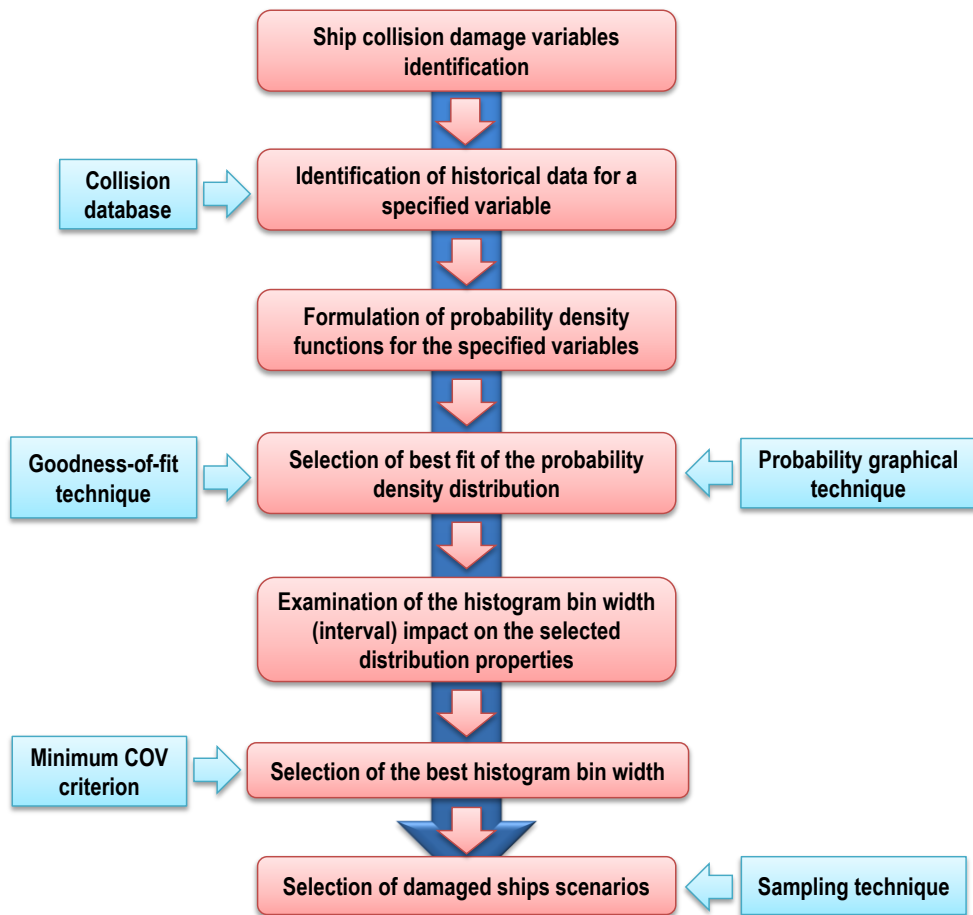 Ship collision damage variables
identification
Collision
database
Identification of historical data for a
specified variable
Formulation of probability density
functions for the specified variables
Goodness-of-fit
technique
Selection of best fit of the probability
density distribution
Probability graphical
technique
Examination of the histogram bin width
(interval) impact on the selected
distribution properties
Minimum COV
criterion
Selection of the best histogram bin width
Selection of damaged ships scenarios
Sampling technique